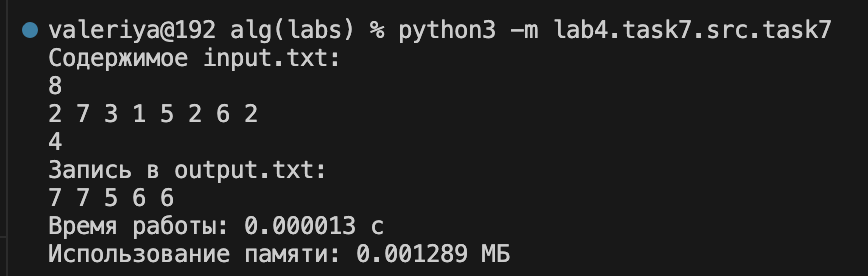 valeriya@192 alg(labs) % python3 -m lab4.task7.src.task7
Содержимое input.txt:
8
2 7 3 1 5 2 6 2
4
Запись в output.txt:
7 7 5 6 6
Время работы: 0.000013 с
Использование памяти: 0.001289 МБ